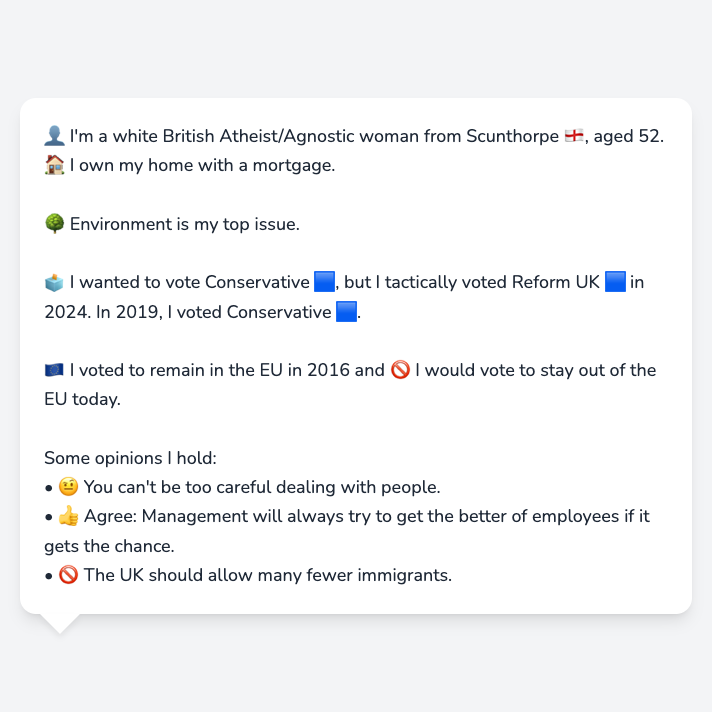 👤 I'm a white British Atheist/Agnostic woman from Scunthorpe 🏴󠁧󠁢󠁥󠁮󠁧󠁿, aged 52.
🏠 I own my home with a mortgage.
🌳 Environment is my top issue.
🗳️ I wanted to vote Conservative 🟦, but I tactically voted Reform UK 🟦 in
2024. In 2019, I voted Conservative 🟦.
🇪🇺 I voted to remain in the EU in 2016 and 🚫 I would vote to stay out of the
EU today.
Some opinions I hold:
• 🤨 You can't be too careful dealing with people.
• 👍 Agree: Management will always try to get the better of employees if it
gets the chance.
• 🚫 The UK should allow many fewer immigrants.